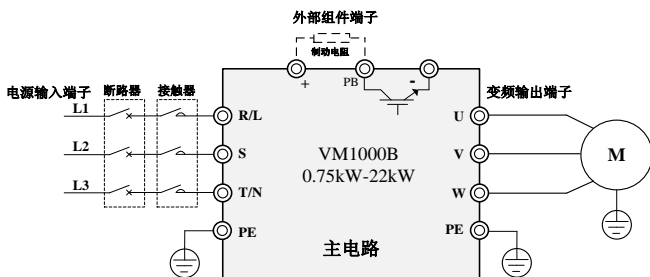 外部组件端子
制动电阻
+
PB
-
电源输入端子
断路器
接触器
变频输出端子
L1
R/L
U
L2
S
VM1000B
V
M
0.75kW-22kW
L3
T/N
W
PE
PE
主电路